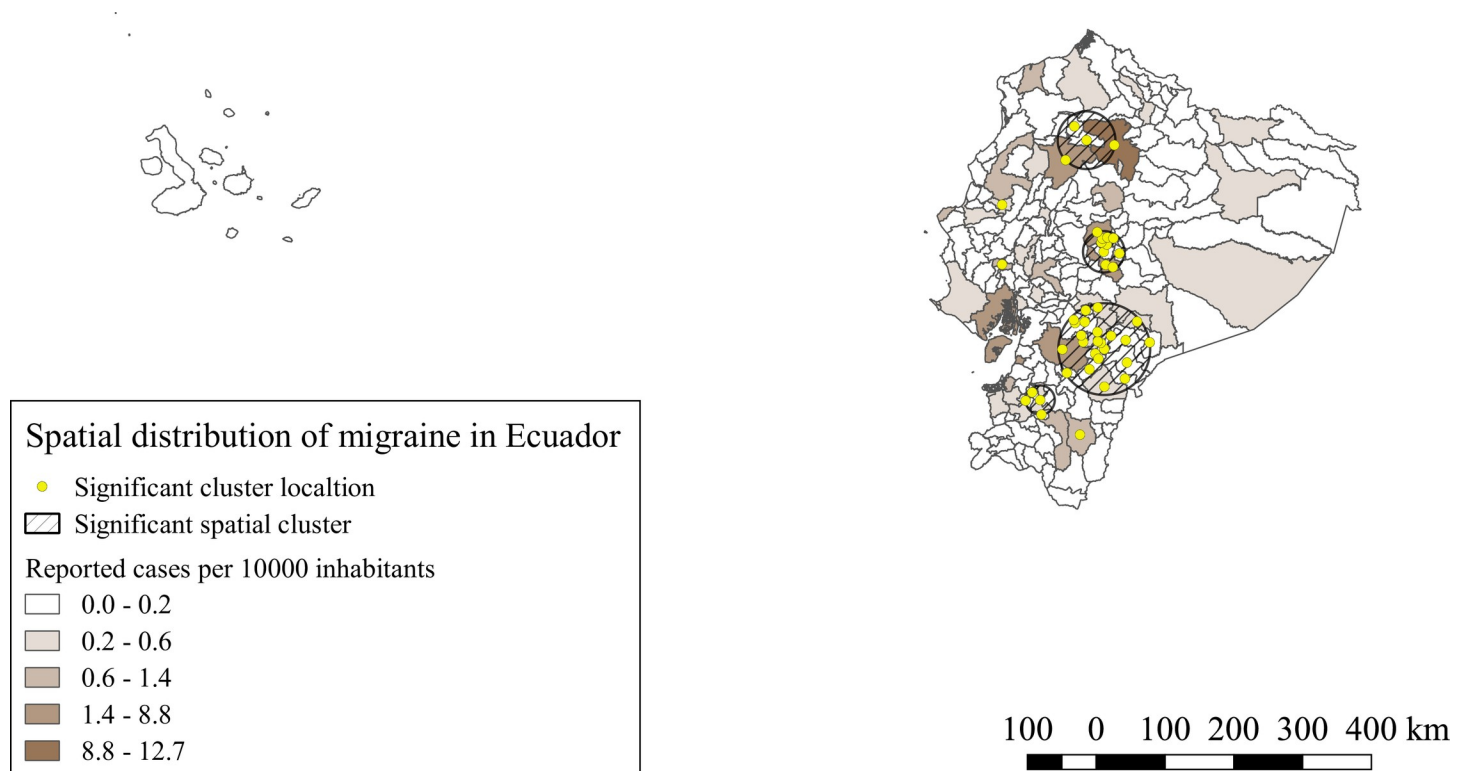 Spatial distribution of migraine in Ecuador
Significant cluster localtion
Significant spatial cluster
Reported cases per 10000 inhabitants
0.0 - 0.2
0.2 - 0.6
0.6 - 1.4
1.4 - 8.8
8.8 - 12.7
100 0 100 200 300 400 km